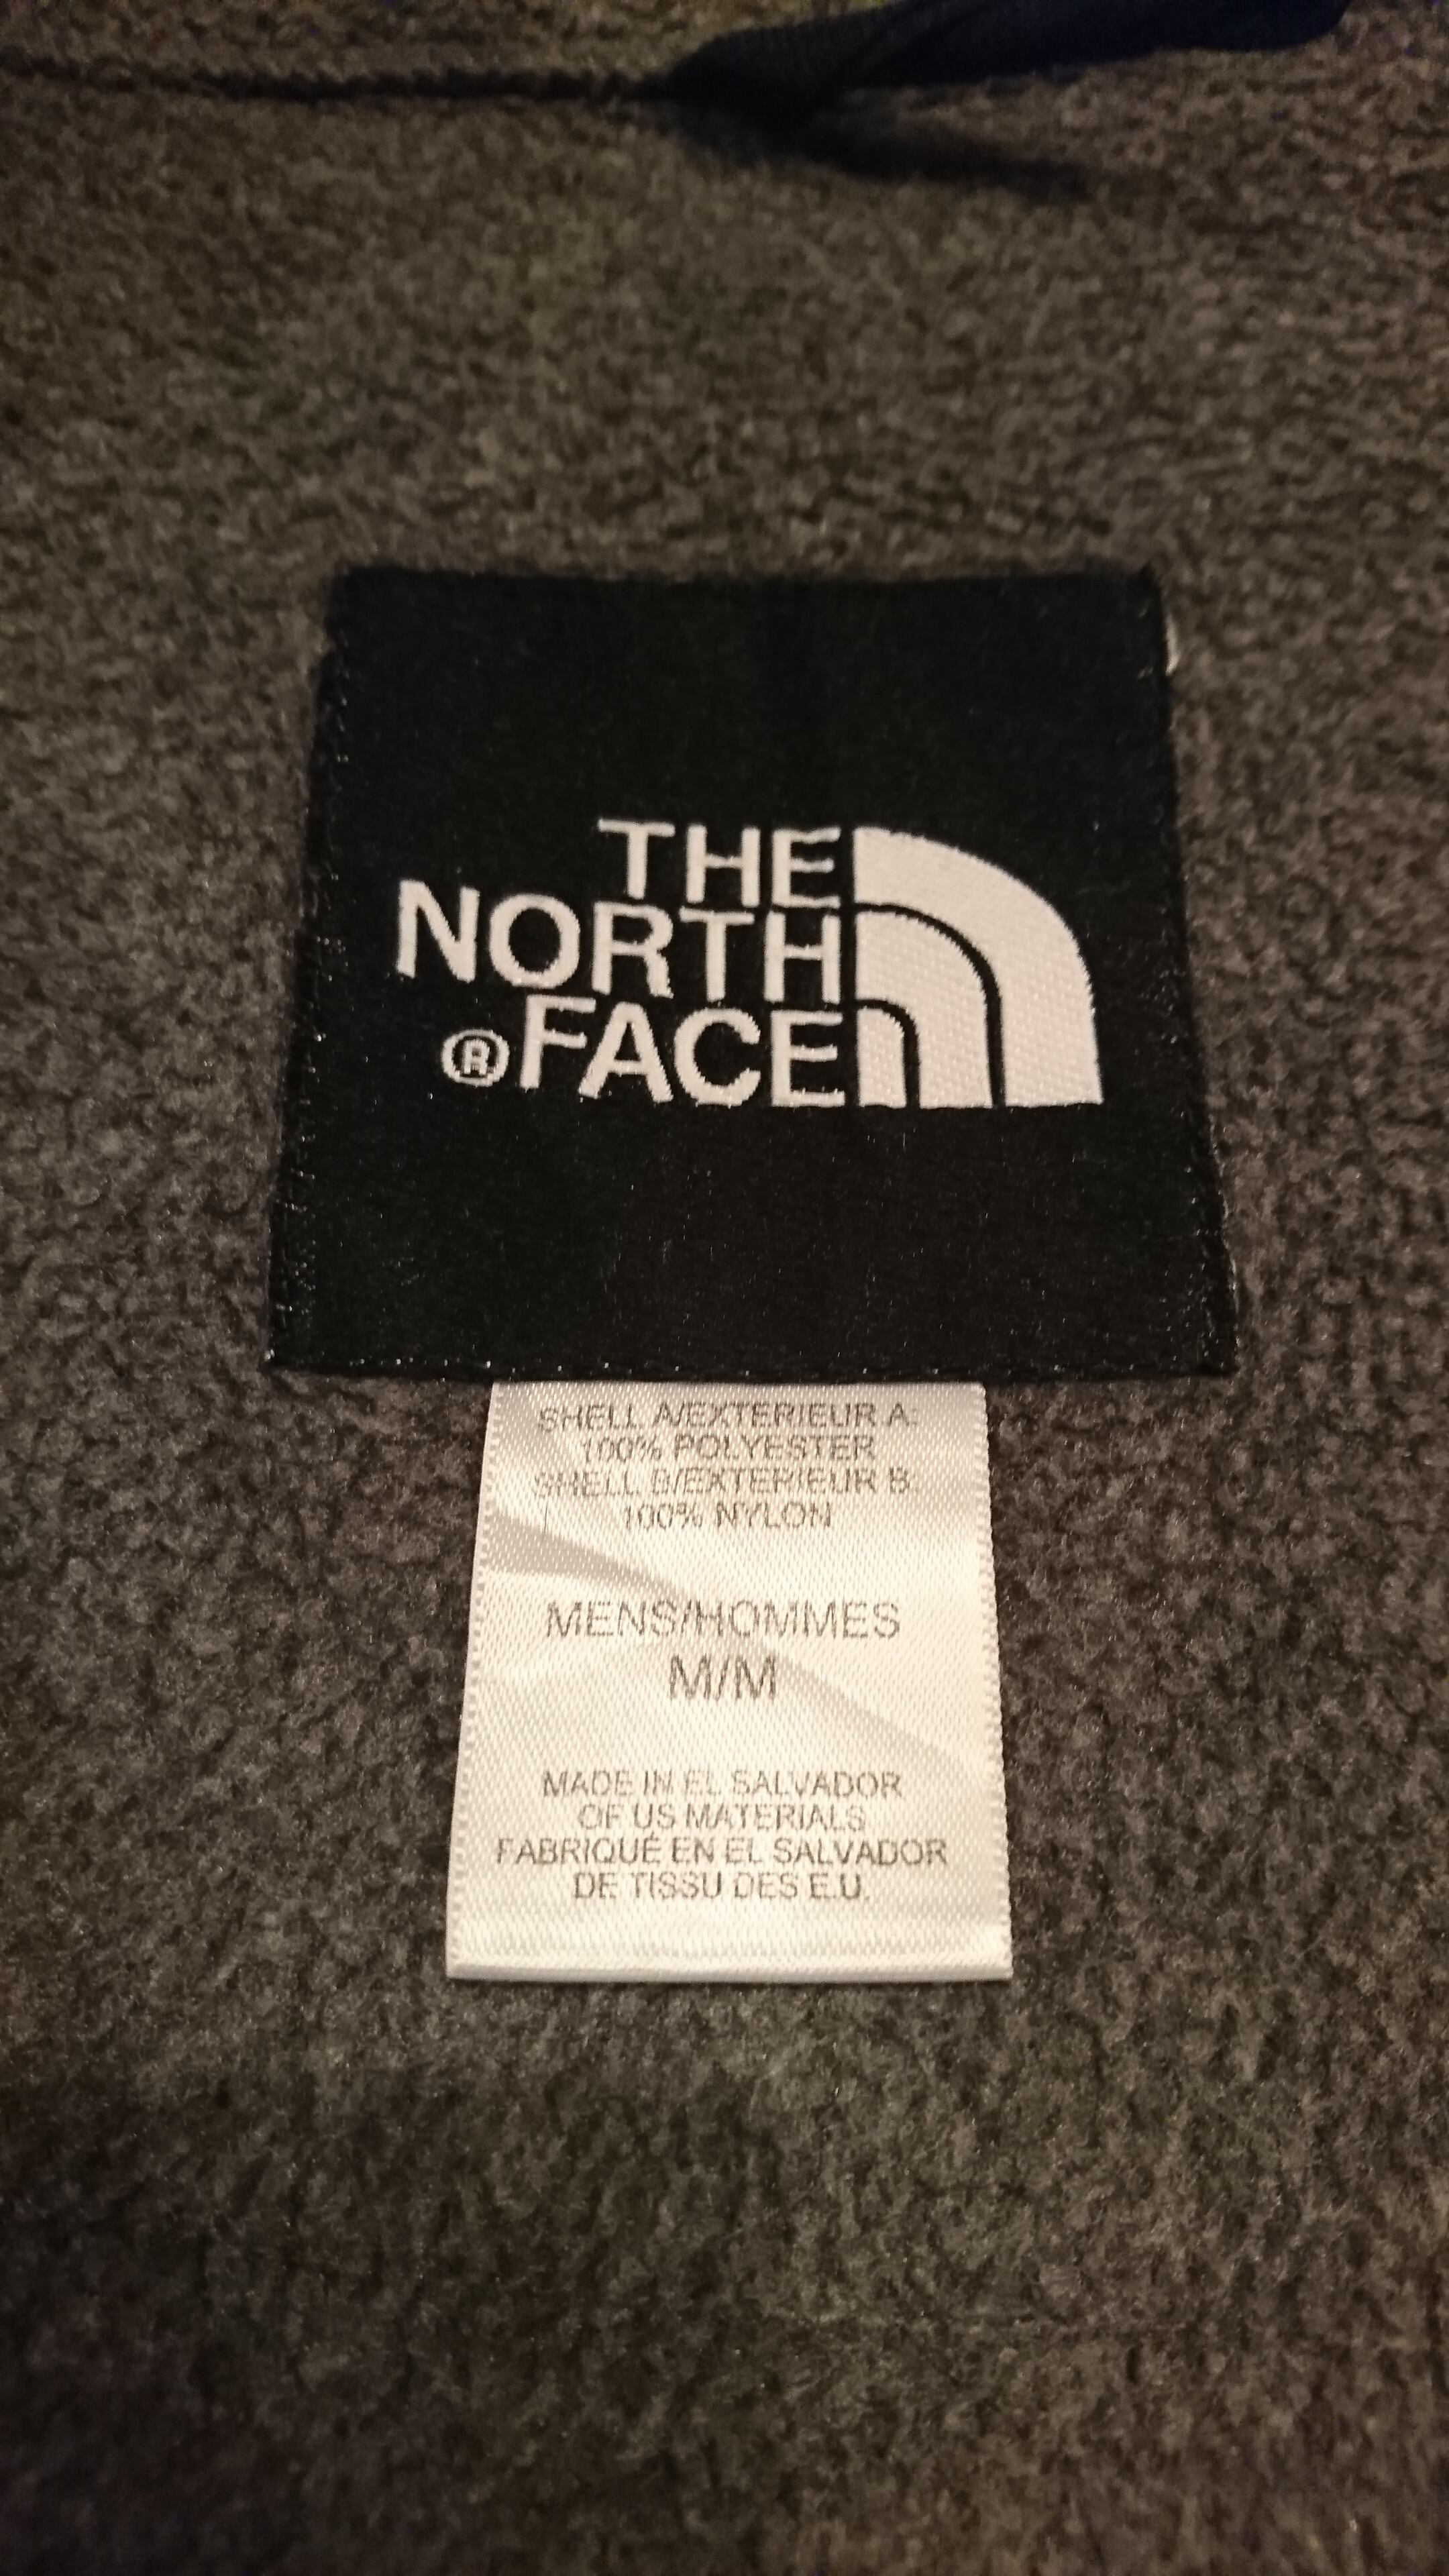 THE
NORTH
®FACE
SHELL A/EXTERIEUR A:
100% POLYESTER
SHELL B/EXTERIEUR B:
100% NYLON
MENS/HOMMES
M/M
MADE IN EL SALVADOR
OF US MATERIALS
FABRIQUÉ EN EL SALVADOR
DE TISSU DES E.U.